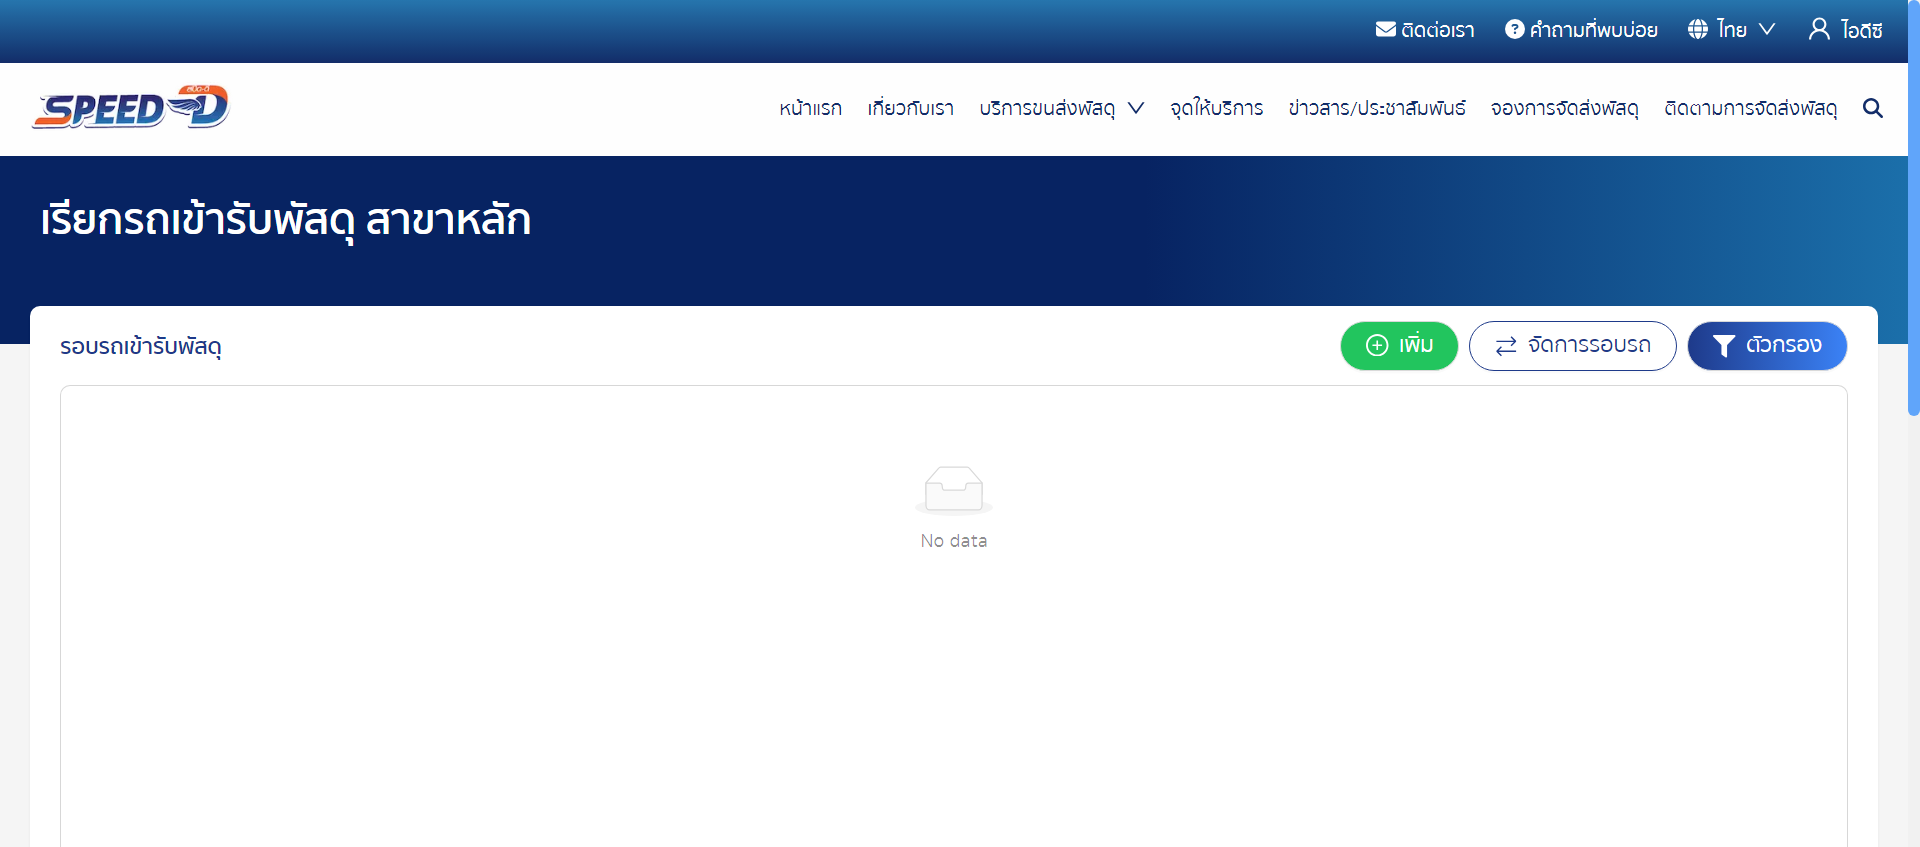 ติดต่อเรา คำถามที่พบบ่อย ไทย ไอดีซี
SPEED-D สปีด-ดี
หน้าแรก เกี่ยวกับเรา บริการขนส่งพัสดุ จุดให้บริการ ข่าวสาร/ประชาสัมพันธ์ จองการจัดส่งพัสดุ ติดตามการจัดส่งพัสดุ
เรียกรถเข้ารับพัสดุ สาขาหลัก
รอบรถเข้ารับพัสดุ เพิ่ม จัดการรอบรถ ตัวกรอง
No data